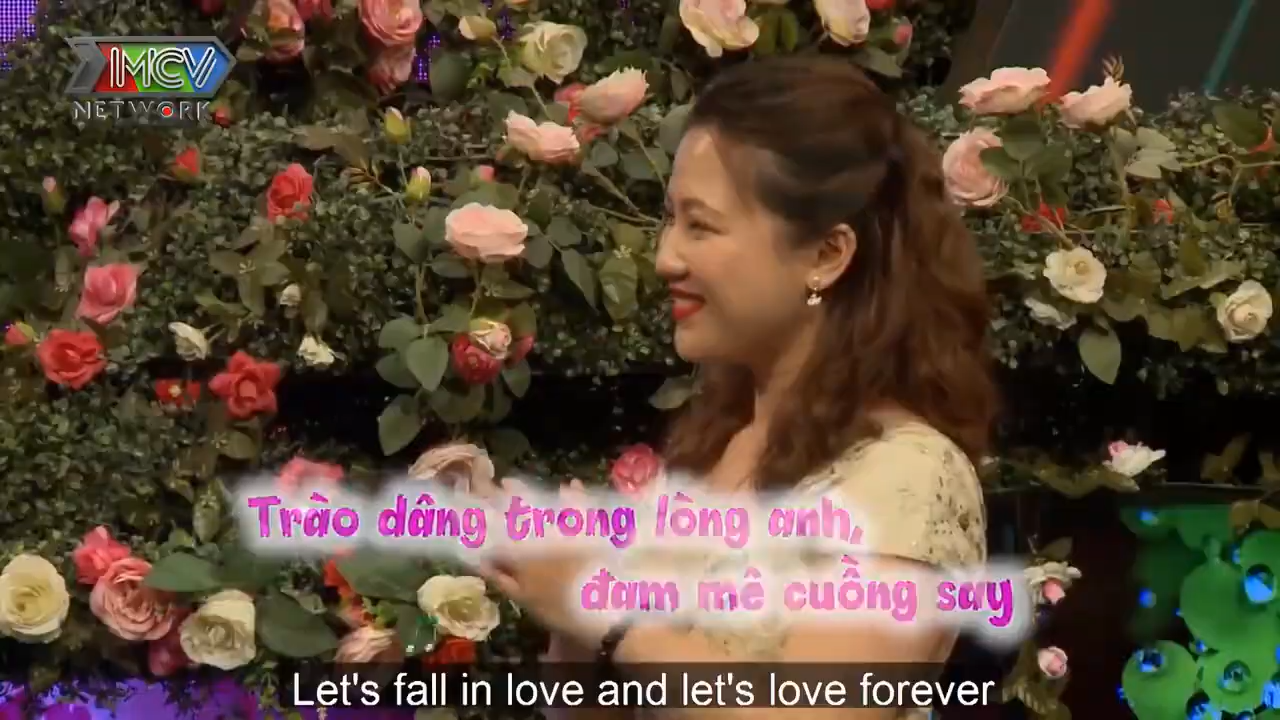 MCV
NETWORK
Trào dâng trong lòng anh,
đam mê cuồng say
Let's fall in love and let's love forever